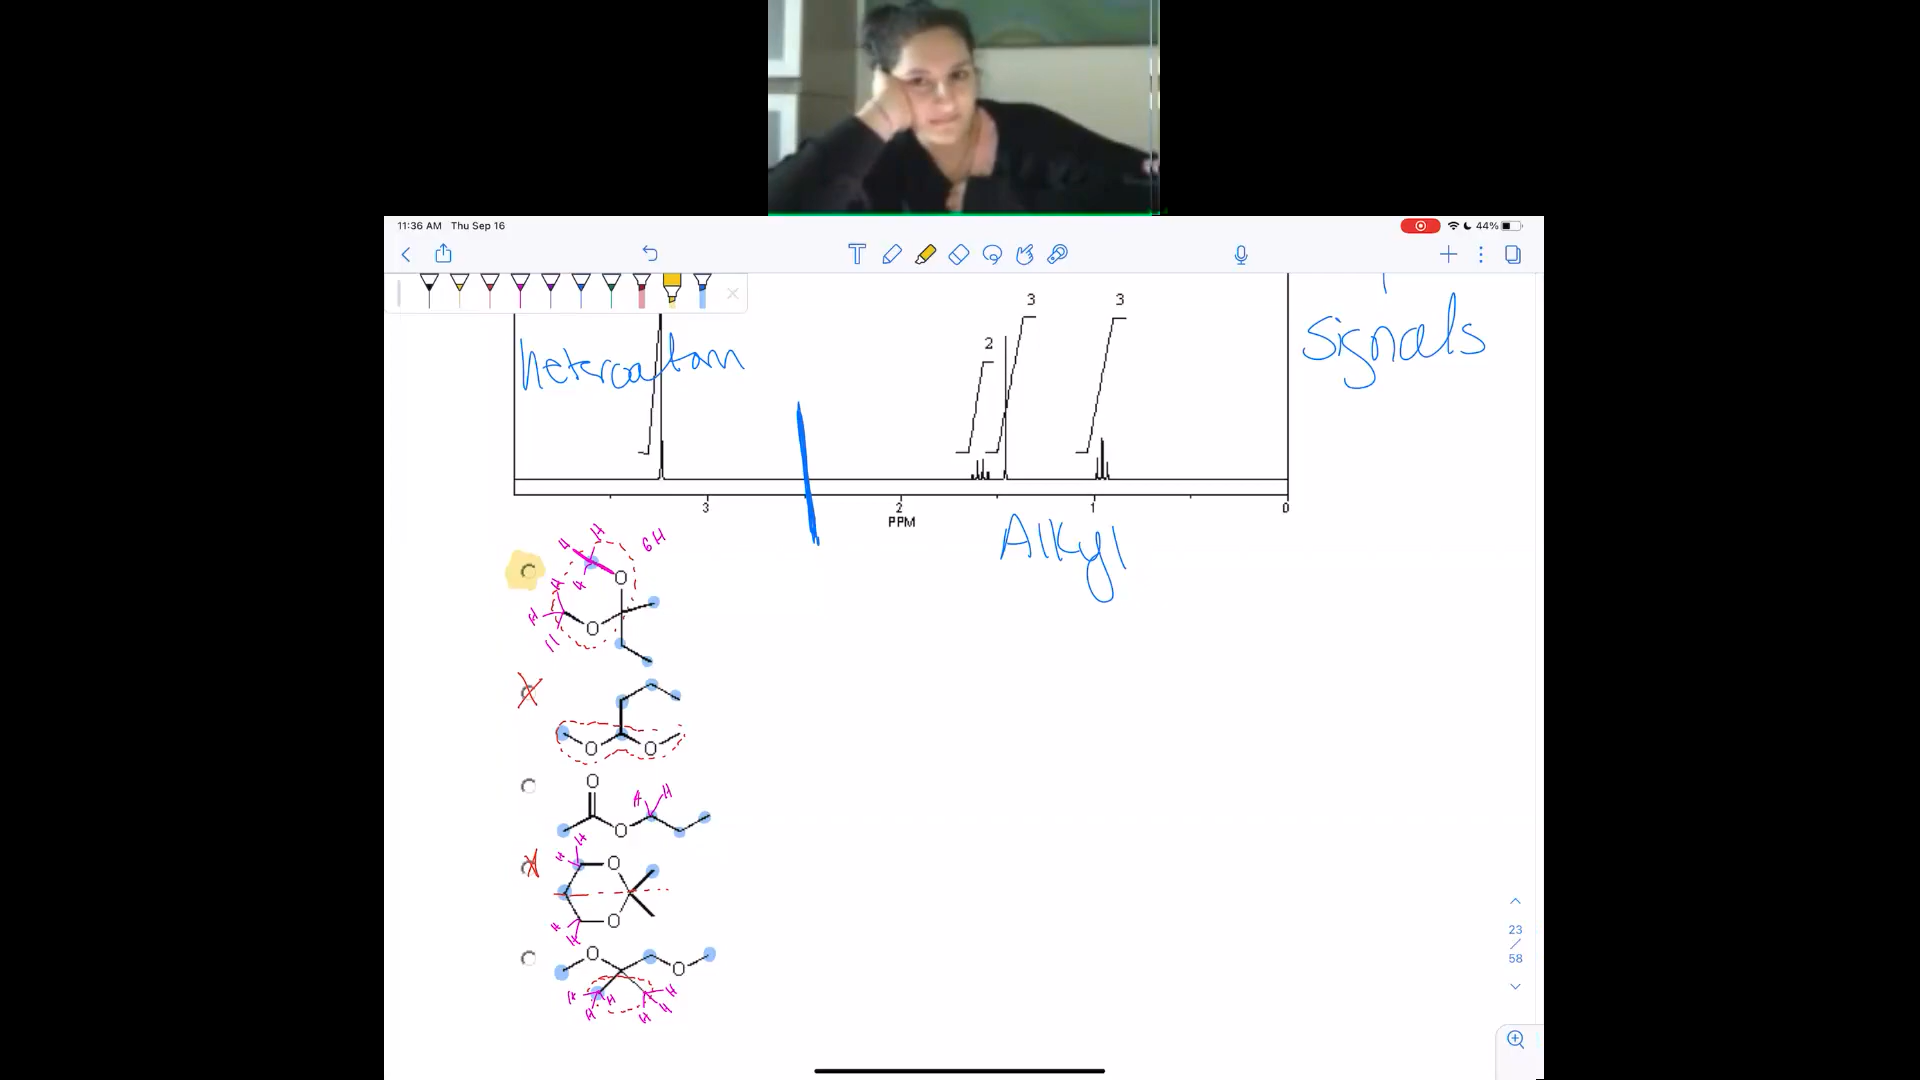 11:36 AM Thu Sep 16
44%
T
3
3
2
heteroatom
signals
3
2
1
0
PPM
Alkyl
H
H
H
6H
O
H
H
H
O
O
O
O
H
O
H
H
O
H
H
O
O
O
H
H
H
H
H
H
23
/
58